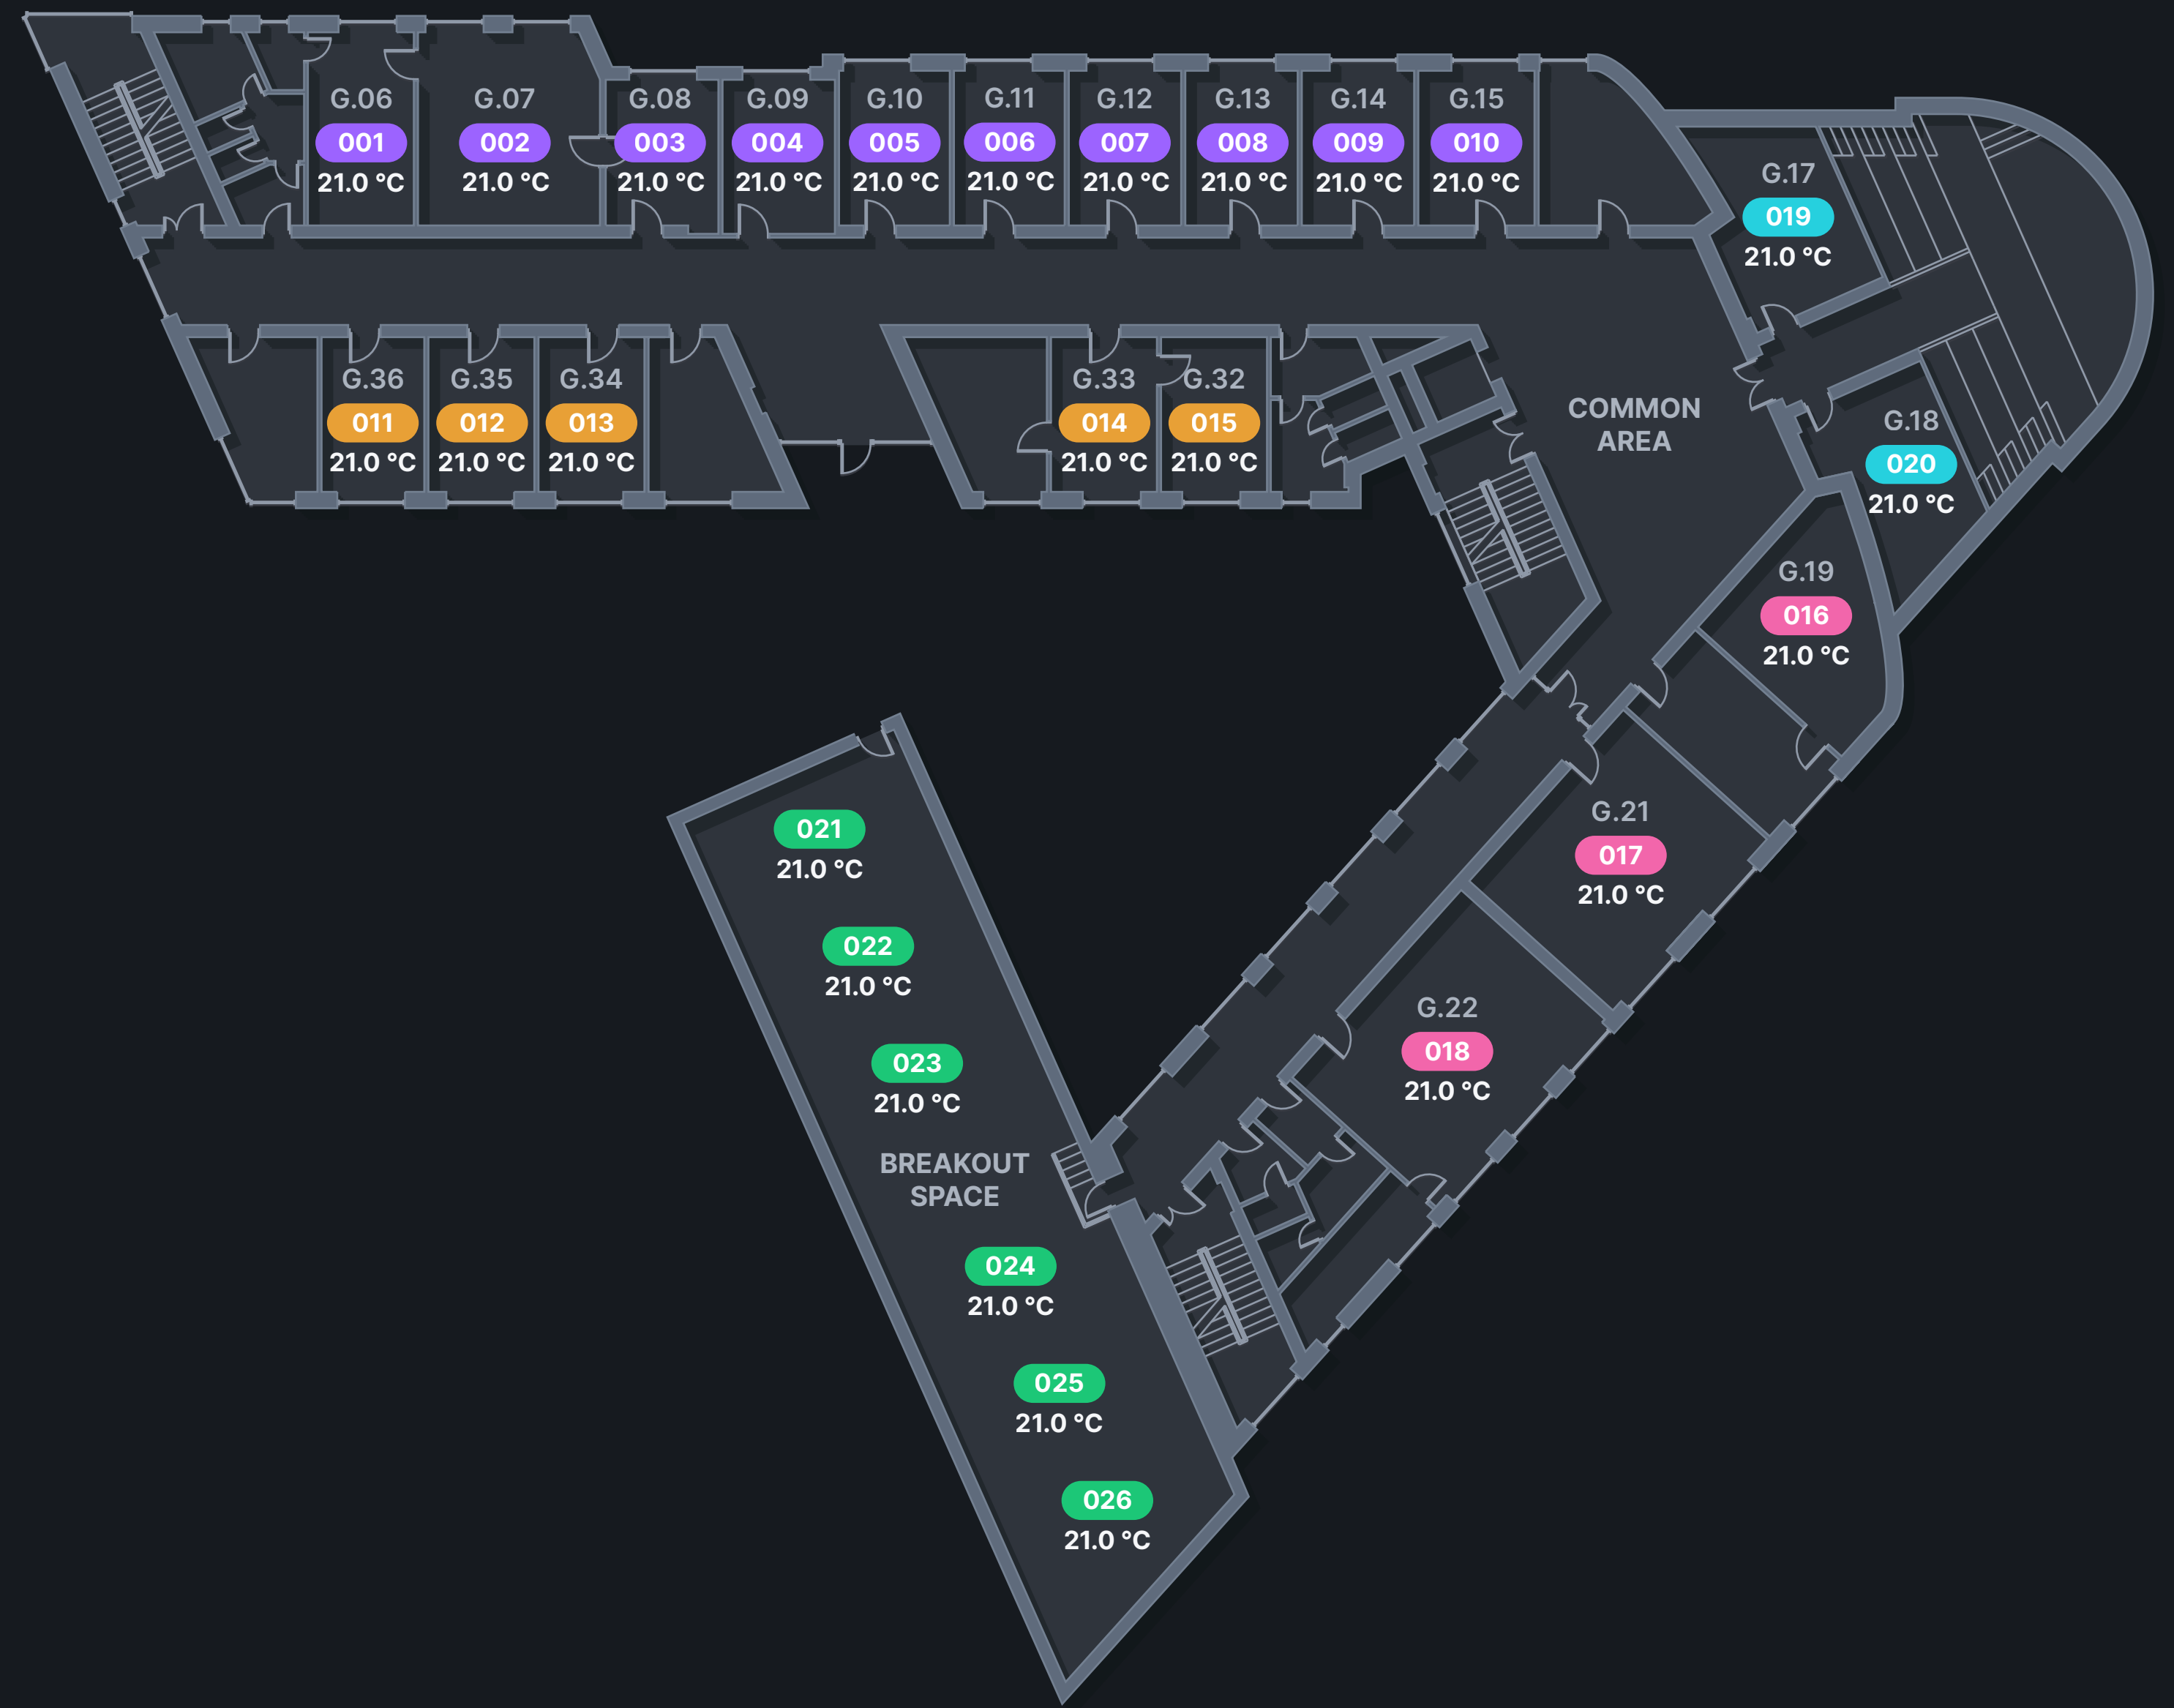 G.06
001
21.0 °C
G.07
002
21.0 °C
G.08
003
21.0 °C
G.09
004
21.0 °C
G.10
005
21.0 °C
G.11
006
21.0 °C
G.12
007
21.0 °C
G.13
008
21.0 °C
G.14
009
21.0 °C
G.15
010
21.0 °C
G.17
019
21.0 °C
G.36
011
21.0 °C
G.35
012
21.0 °C
G.34
013
21.0 °C
G.33
014
21.0 °C
G.32
015
21.0 °C
COMMON
AREA
G.18
020
21.0 °C
G.19
016
21.0 °C
G.21
017
21.0 °C
G.22
018
21.0 °C
021
21.0 °C
022
21.0 °C
023
21.0 °C
BREAKOUT
SPACE
024
21.0 °C
025
21.0 °C
026
21.0 °C